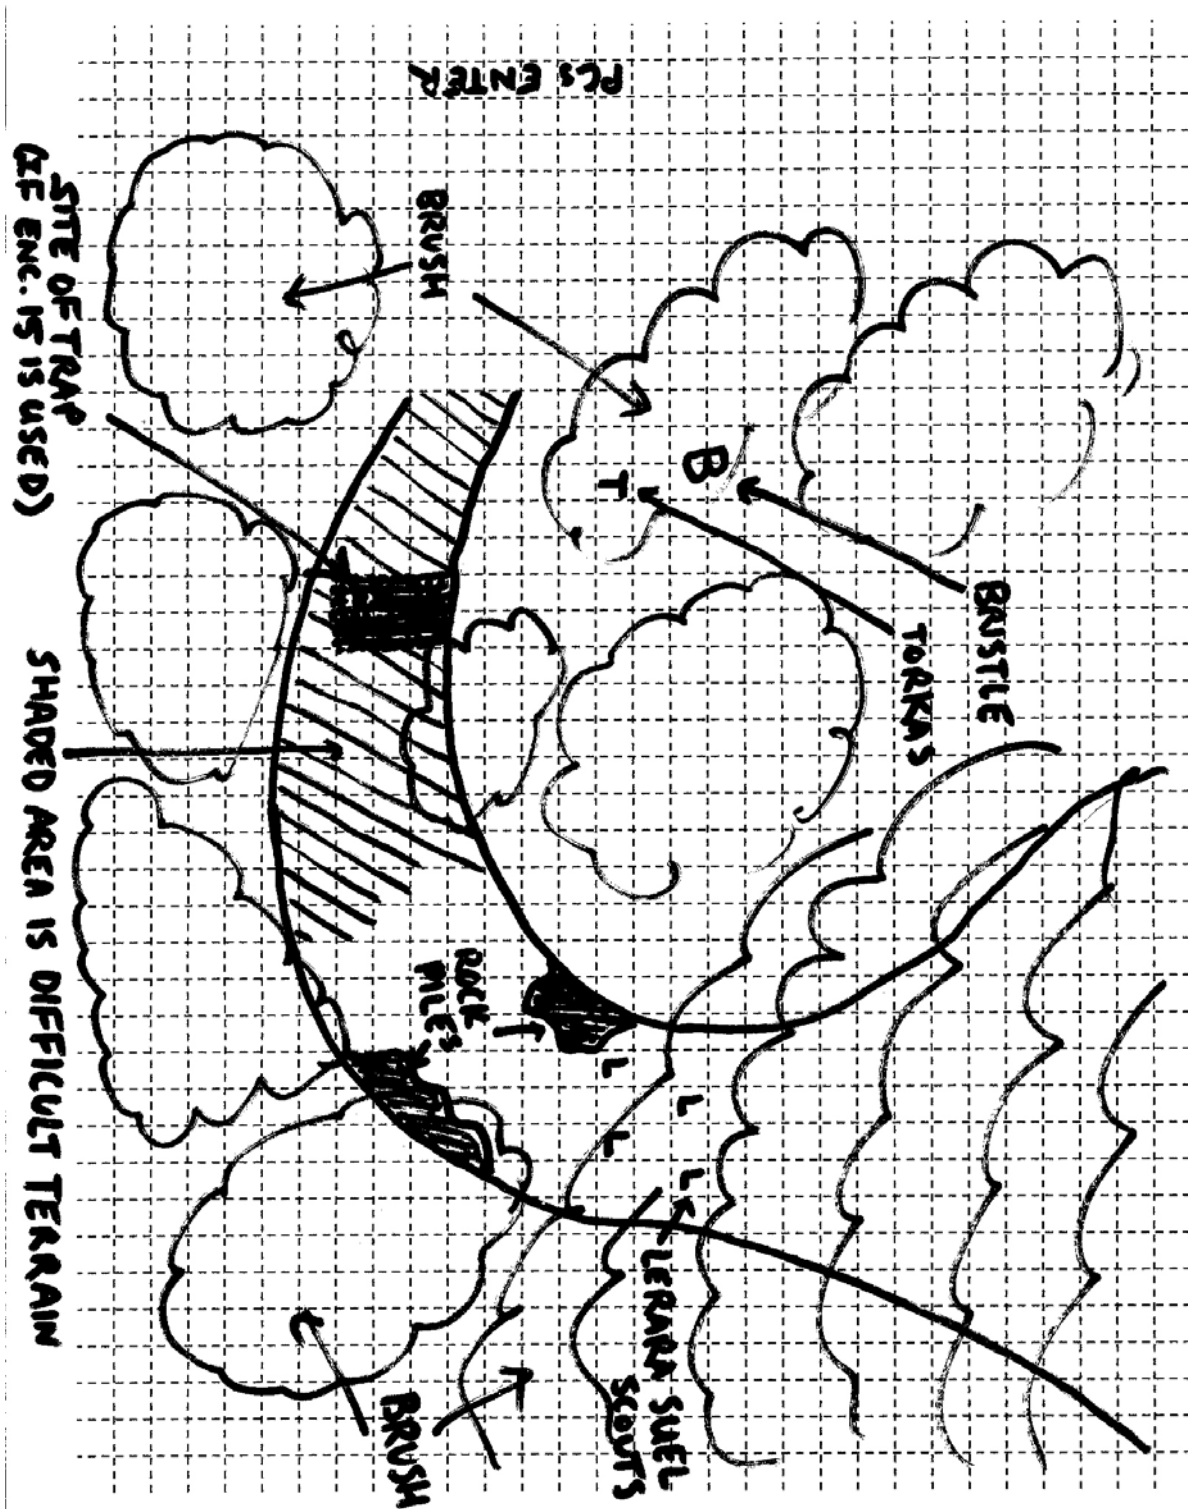 PCs ENTER
BRUSH
SITE OF TRAP
(IF ENC. 15 IS USED)
B
T
BRISTLE
TORKAS
ROCK
PILES
L
L
L
L
LERARA SUEL
SCOUTS
BRUSH
SHADED AREA IS DIFFICULT TERRAIN